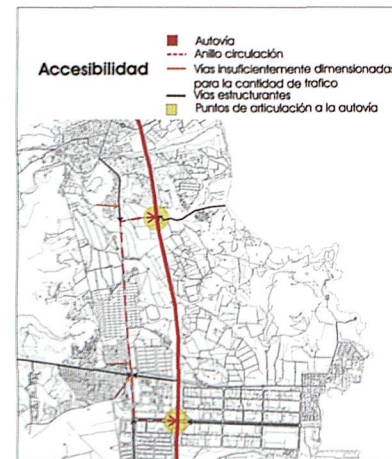 Accesibilidad
Autovía
Anillo circulación
Vías insuficientemente dimensionadas
para la cantidad de trafico
Vías estructurantes
Puntos de articulación a la autovía